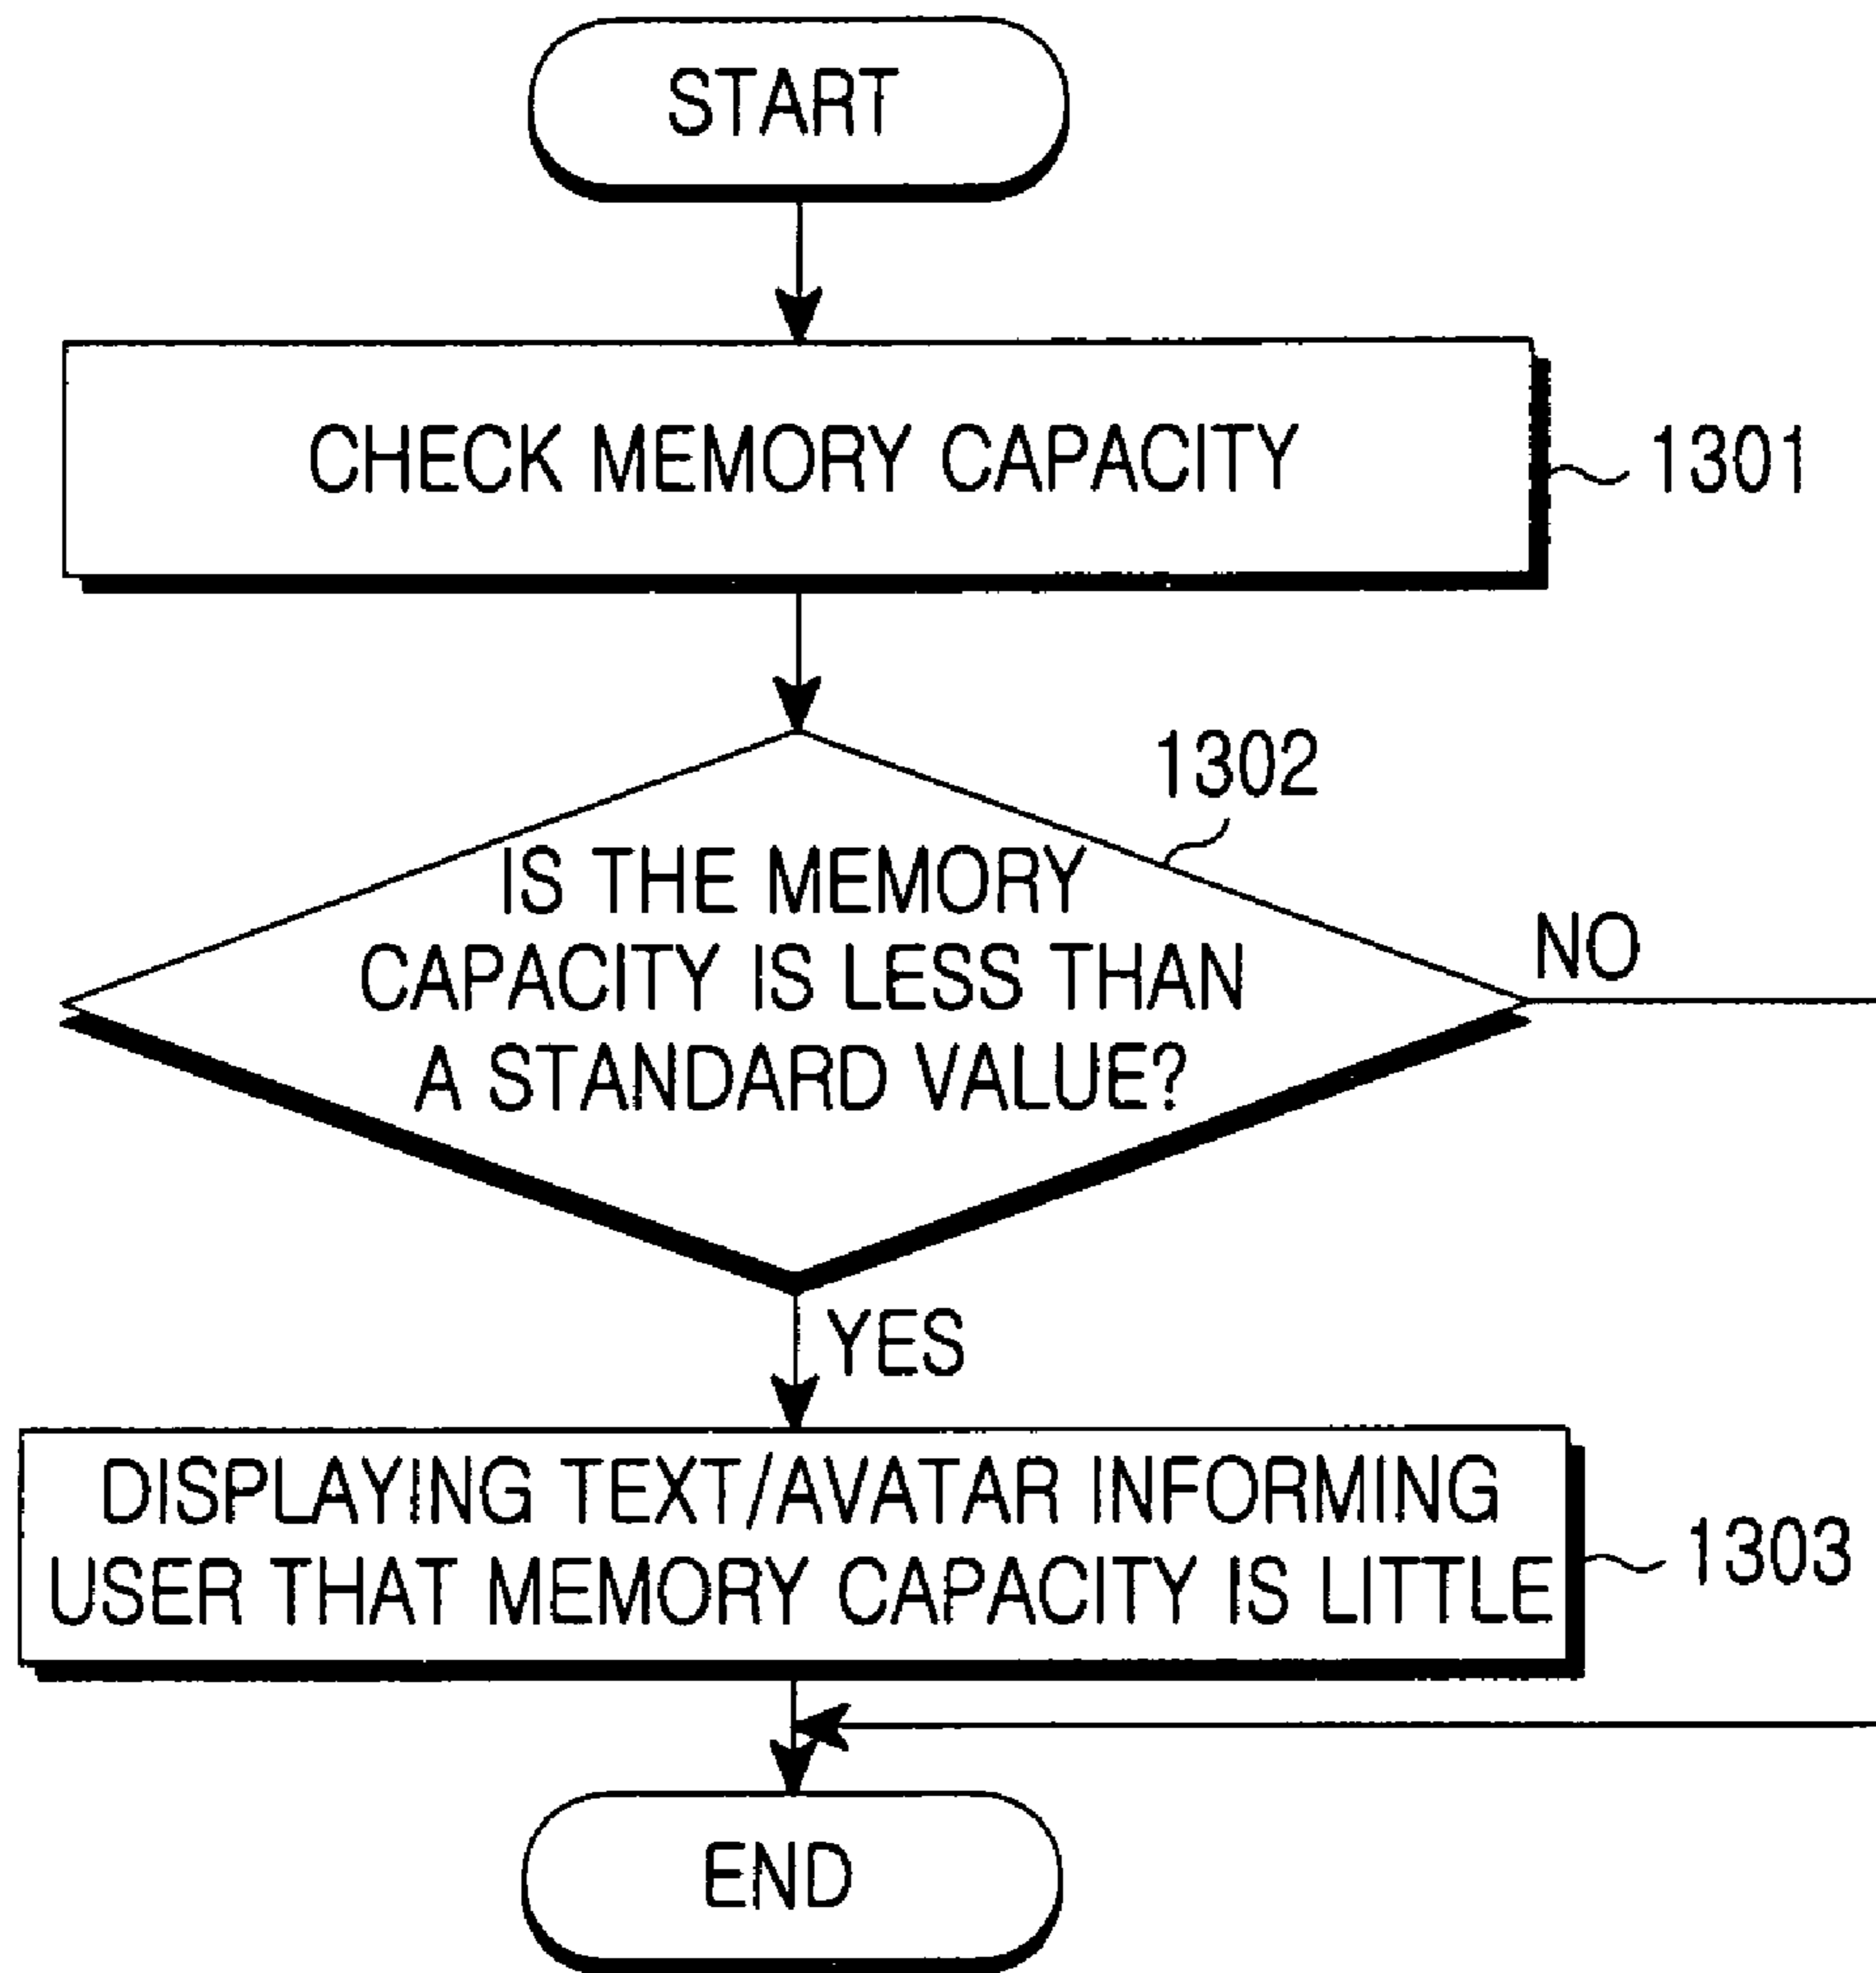 START
CHECK MEMORY CAPACITY
1301
1302
IS THE MEMORY
CAPACITY IS LESS THAN
A STANDARD VALUE?
NO
YES
DISPLAYING TEXT/AVATAR INFORMING
USER THAT MEMORY CAPACITY IS LITTLE
1303
END